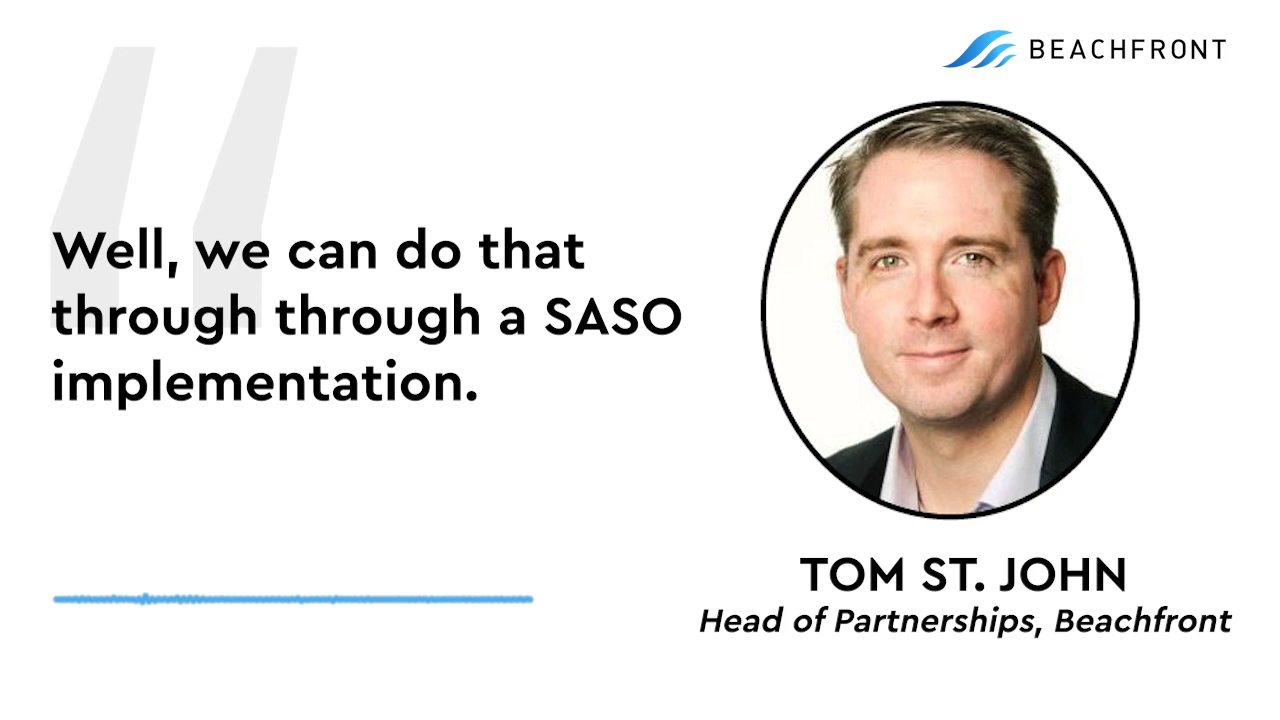 BEACHFRONT
Well, we can do that
through through a SASO
implementation.
TOM ST. JOHN
Head of Partnerships, Beachfront